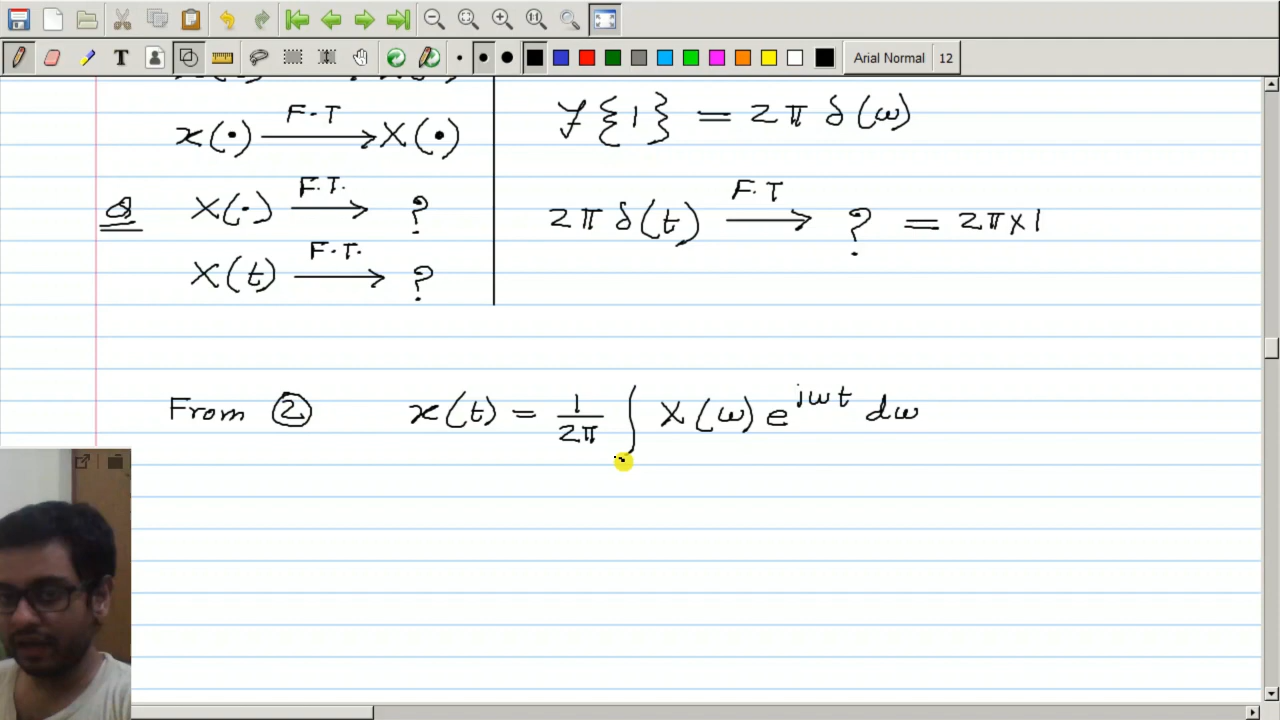 Arial Normal 12
x(•) F.T → X(•)
Q X(·) F.T. → ?
X(t) F.T. → ?
ℱ{1} = 2π δ(ω)
2π δ(t) F.T → ? = 2π×1
From ② x(t) = 1/2π ∫ X(ω) e^{jωt} dω